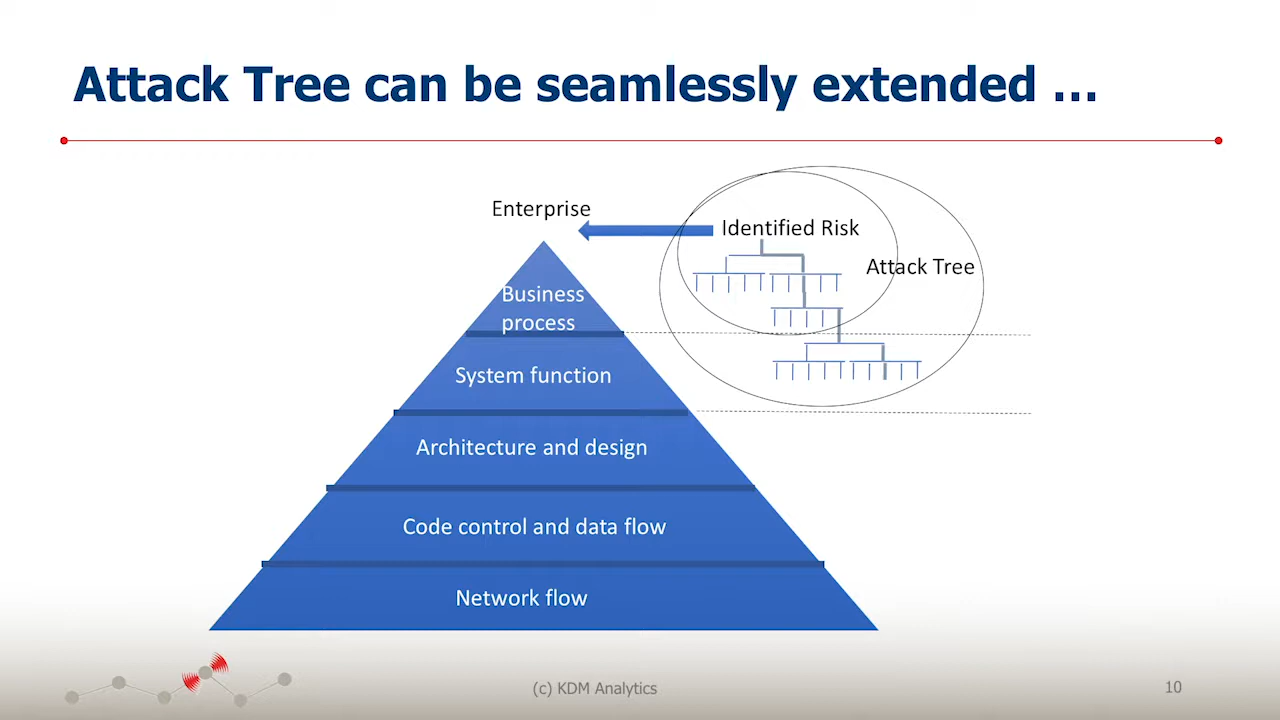 Attack Tree can be seamlessly extended ...
Enterprise
Identified Risk
Attack Tree
Business
process
System function
Architecture and design
Code control and data flow
Network flow
(c) KDM Analytics
10